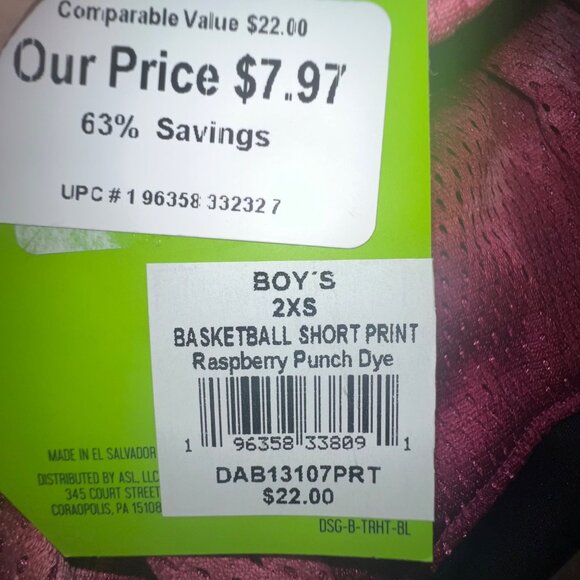 Comparable Value $22.00
Our Price $7.97
63% Savings
UPC # 1 96358 33232 7
BOY'S
2XS
BASKETBALL SHORT PRINT
Raspberry Punch Dye
1 96358 33809 1
DAB13107PRT
$22.00
MADE IN EL SALVADOR
DISTRIBUTED BY ASL, LLC
345 COURT STREET
CORAOPOLIS, PA 15108
DSG-B-TRHT-BL